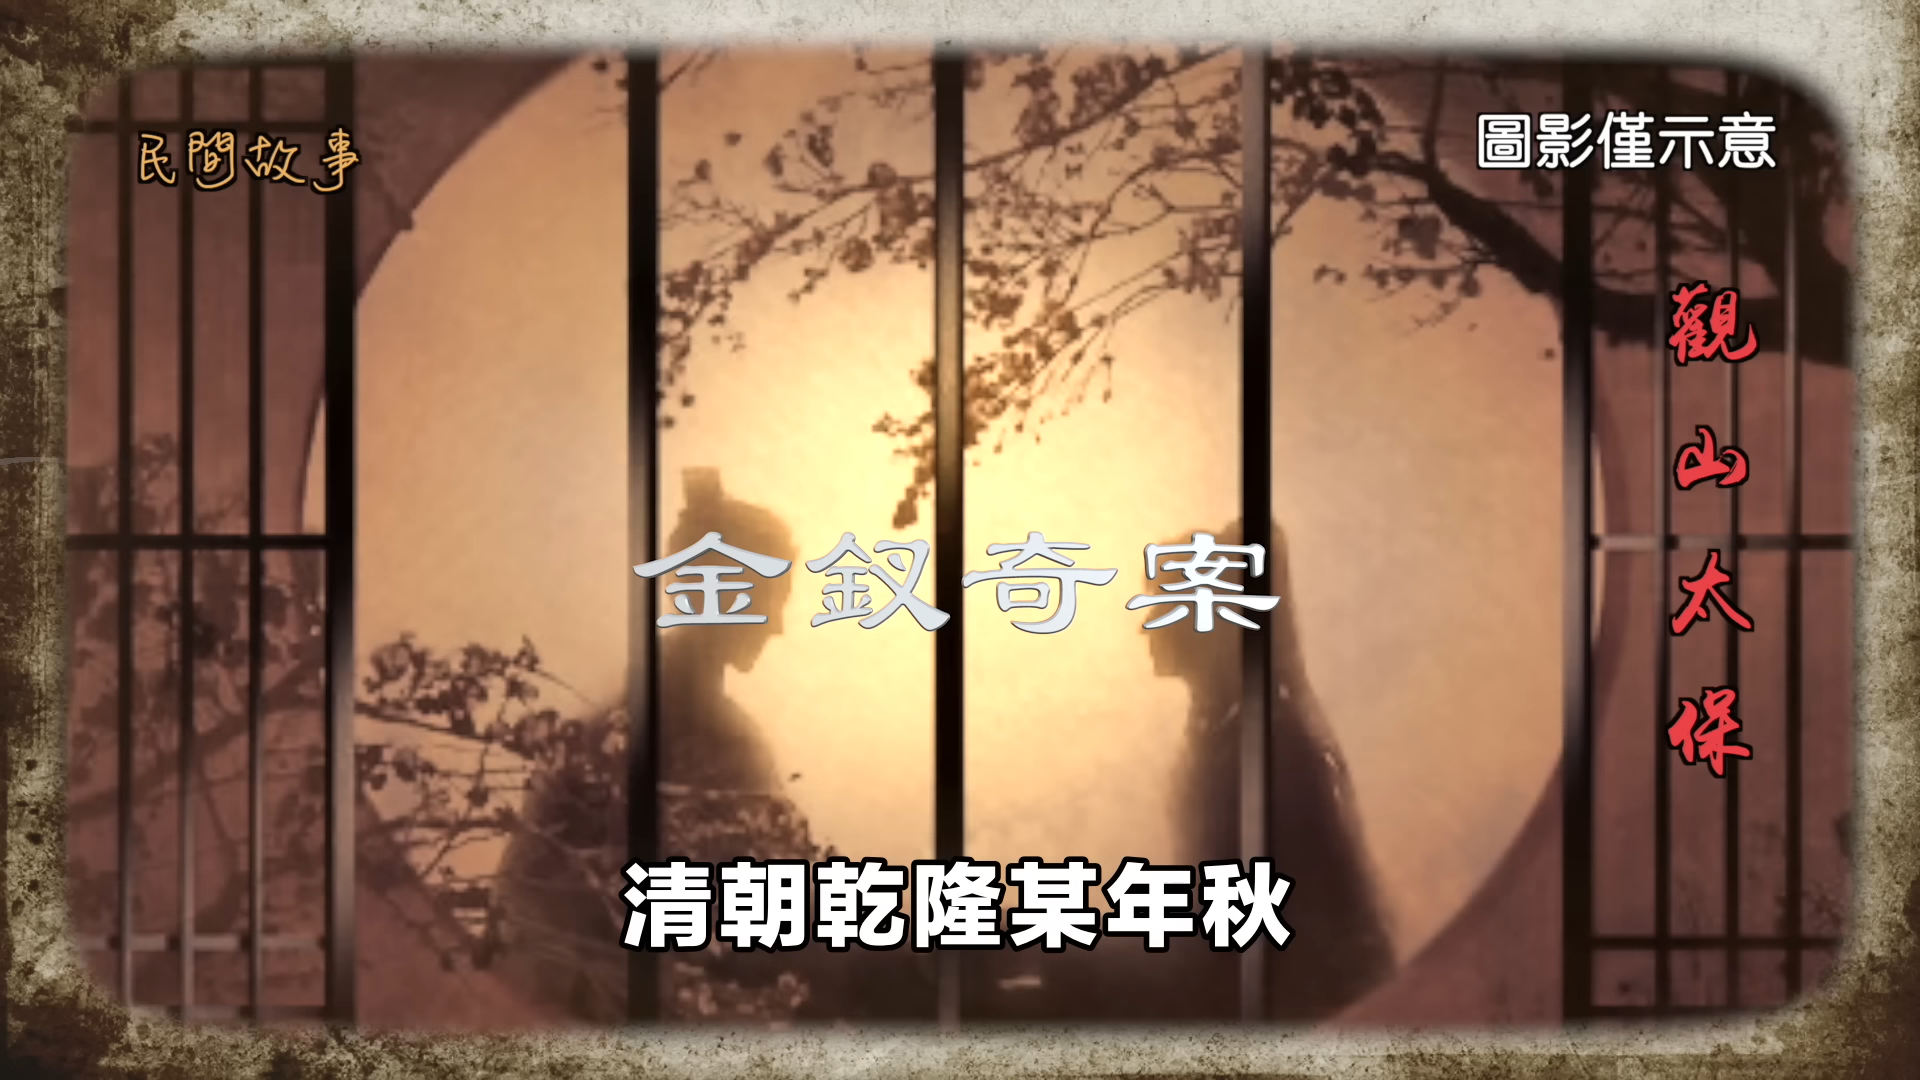 民間故事
圖影僅示意
觀山太保
金釵奇案
清朝乾隆某年秋